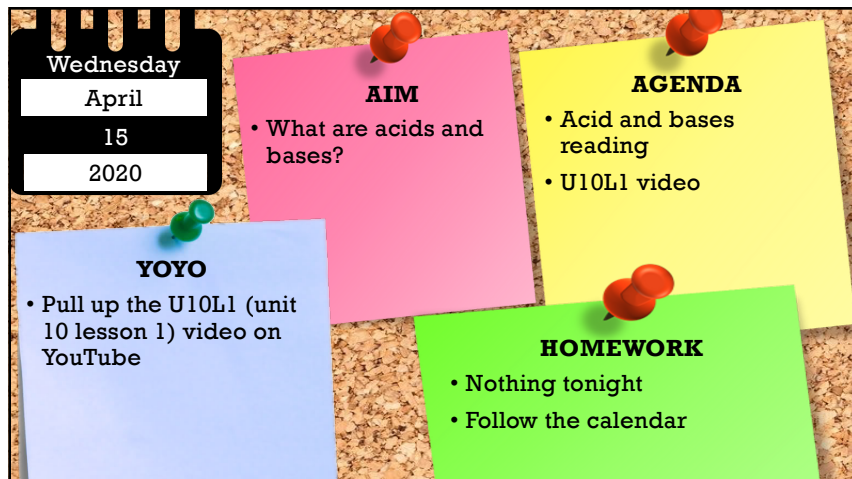 Wednesday
April
15
2020
AIM
• What are acids and
bases?
AGENDA
• Acid and bases
reading
• U10L1 video
YOYO
• Pull up the U10L1 (unit
10 lesson 1) video on
YouTube
HOMEWORK
• Nothing tonight
• Follow the calendar